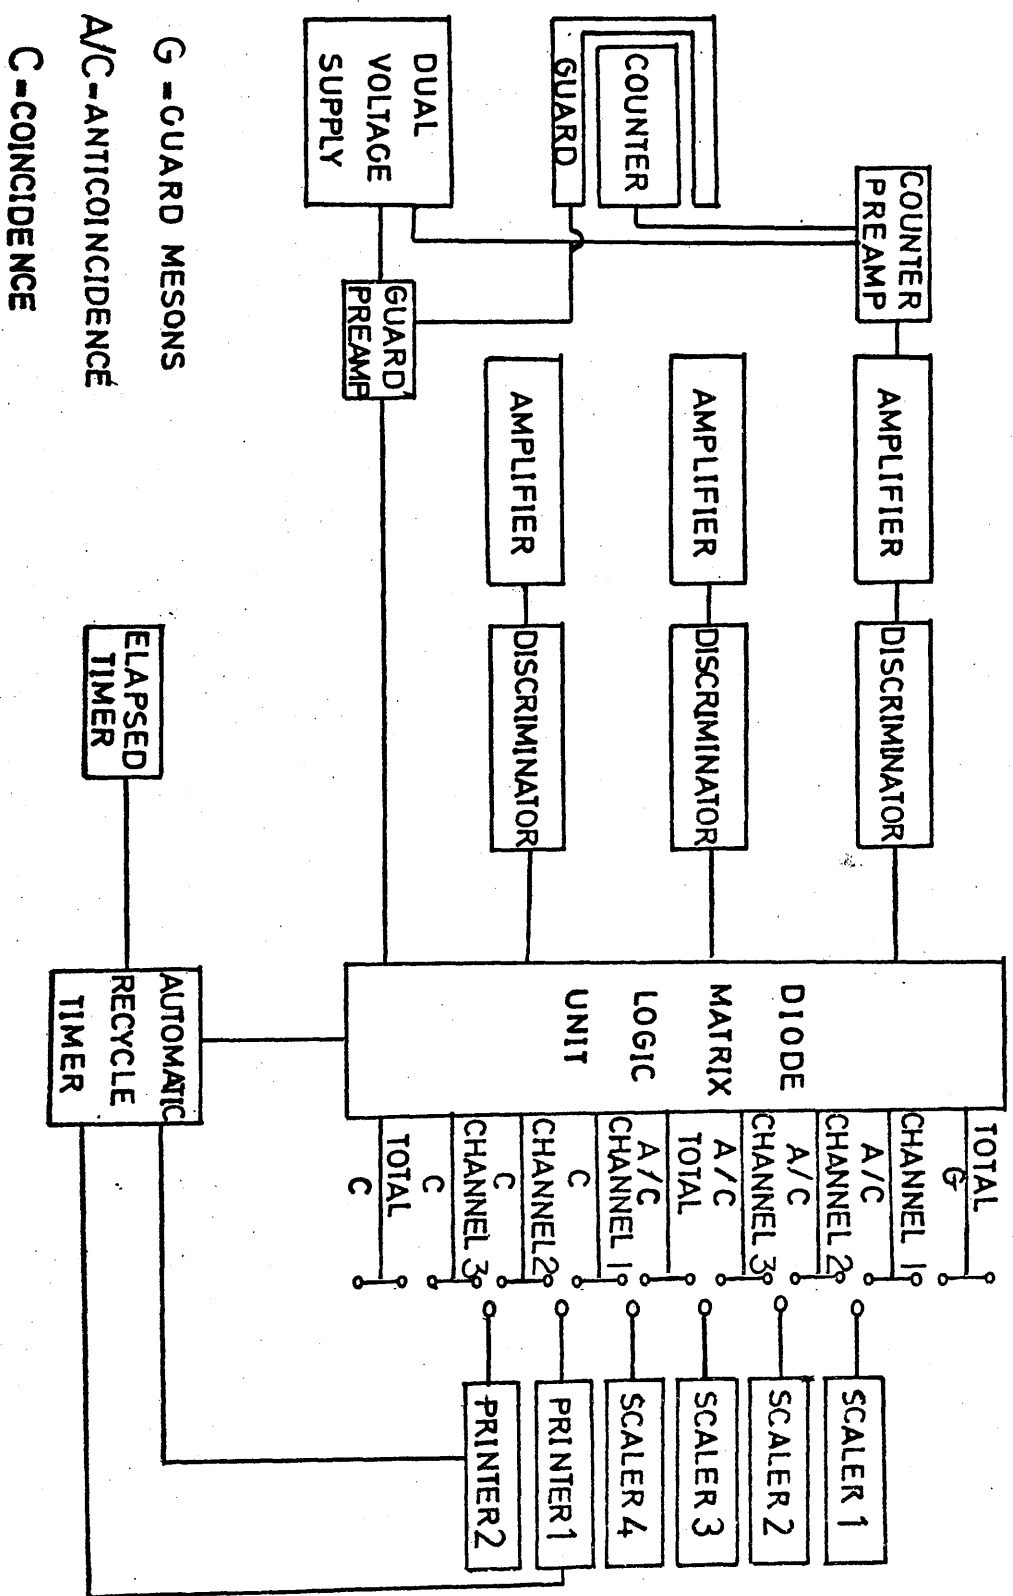 COUNTER
PREAMP
AMPLIFIER
DISCRIMINATOR
COUNTER
GUARD
AMPLIFIER
DISCRIMINATOR
DUAL
VOLTAGE
SUPPLY
GUARD
PREAMP
AMPLIFIER
DISCRIMINATOR
DIODE
MATRIX
LOGIC
UNIT
TOTAL
G
CHANNEL 1
A/C
CHANNEL 2
A/C
CHANNEL 3
A/C
TOTAL
A/C
CHANNEL 1
C
CHANNEL 2
C
CHANNEL 3
C
TOTAL
C
SCALER 1
SCALER 2
SCALER 3
SCALER 4
PRINTER 1
PRINTER 2
ELAPSED
TIMER
AUTOMATIC
RECYCLE
TIMER
G = GUARD MESONS
A/C = ANTICOINCIDENCE
C = COINCIDENCE